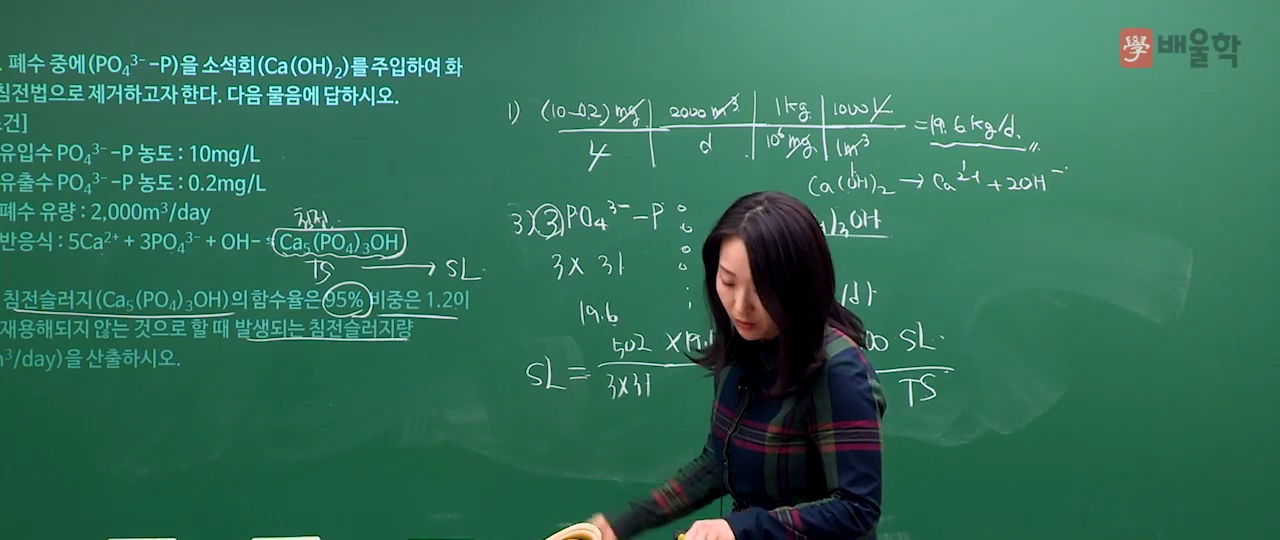 배울학
. 폐수 중에(PO₄³⁻-P)을 소석회(Ca(OH)₂)를 주입하여 화
침전법으로 제거하고자 한다. 다음 물음에 답하시오.
건]
유입수 PO₄³⁻-P 농도 : 10mg/L
유출수 PO₄³⁻-P 농도 : 0.2mg/L
폐수 유량 : 2,000m³/day
반응식 : 5Ca²⁺ + 3PO₄³⁻ + OH- Ca₅(PO₄)₃OH
TS → SL
침전슬러지(Ca₅(PO₄)₃OH)의 함수율은 95% 비중은 1.2이
재용해되지 않는 것으로 할 때 발생되는 침전슬러지량
m³/day)을 산출하시오.
1) (10-0.2) mg 2000 m³ 1kg 1000 L = 19.6 kg/d.
L d 10⁶mg 1m³
Ca(OH)₂ → Ca²⁺ + 2OH⁻
3) 3 PO₄³⁻-P : )₃OH
3 × 31 :
19.6 :
502 × 19. 00 SL
SL =
3×31 TS